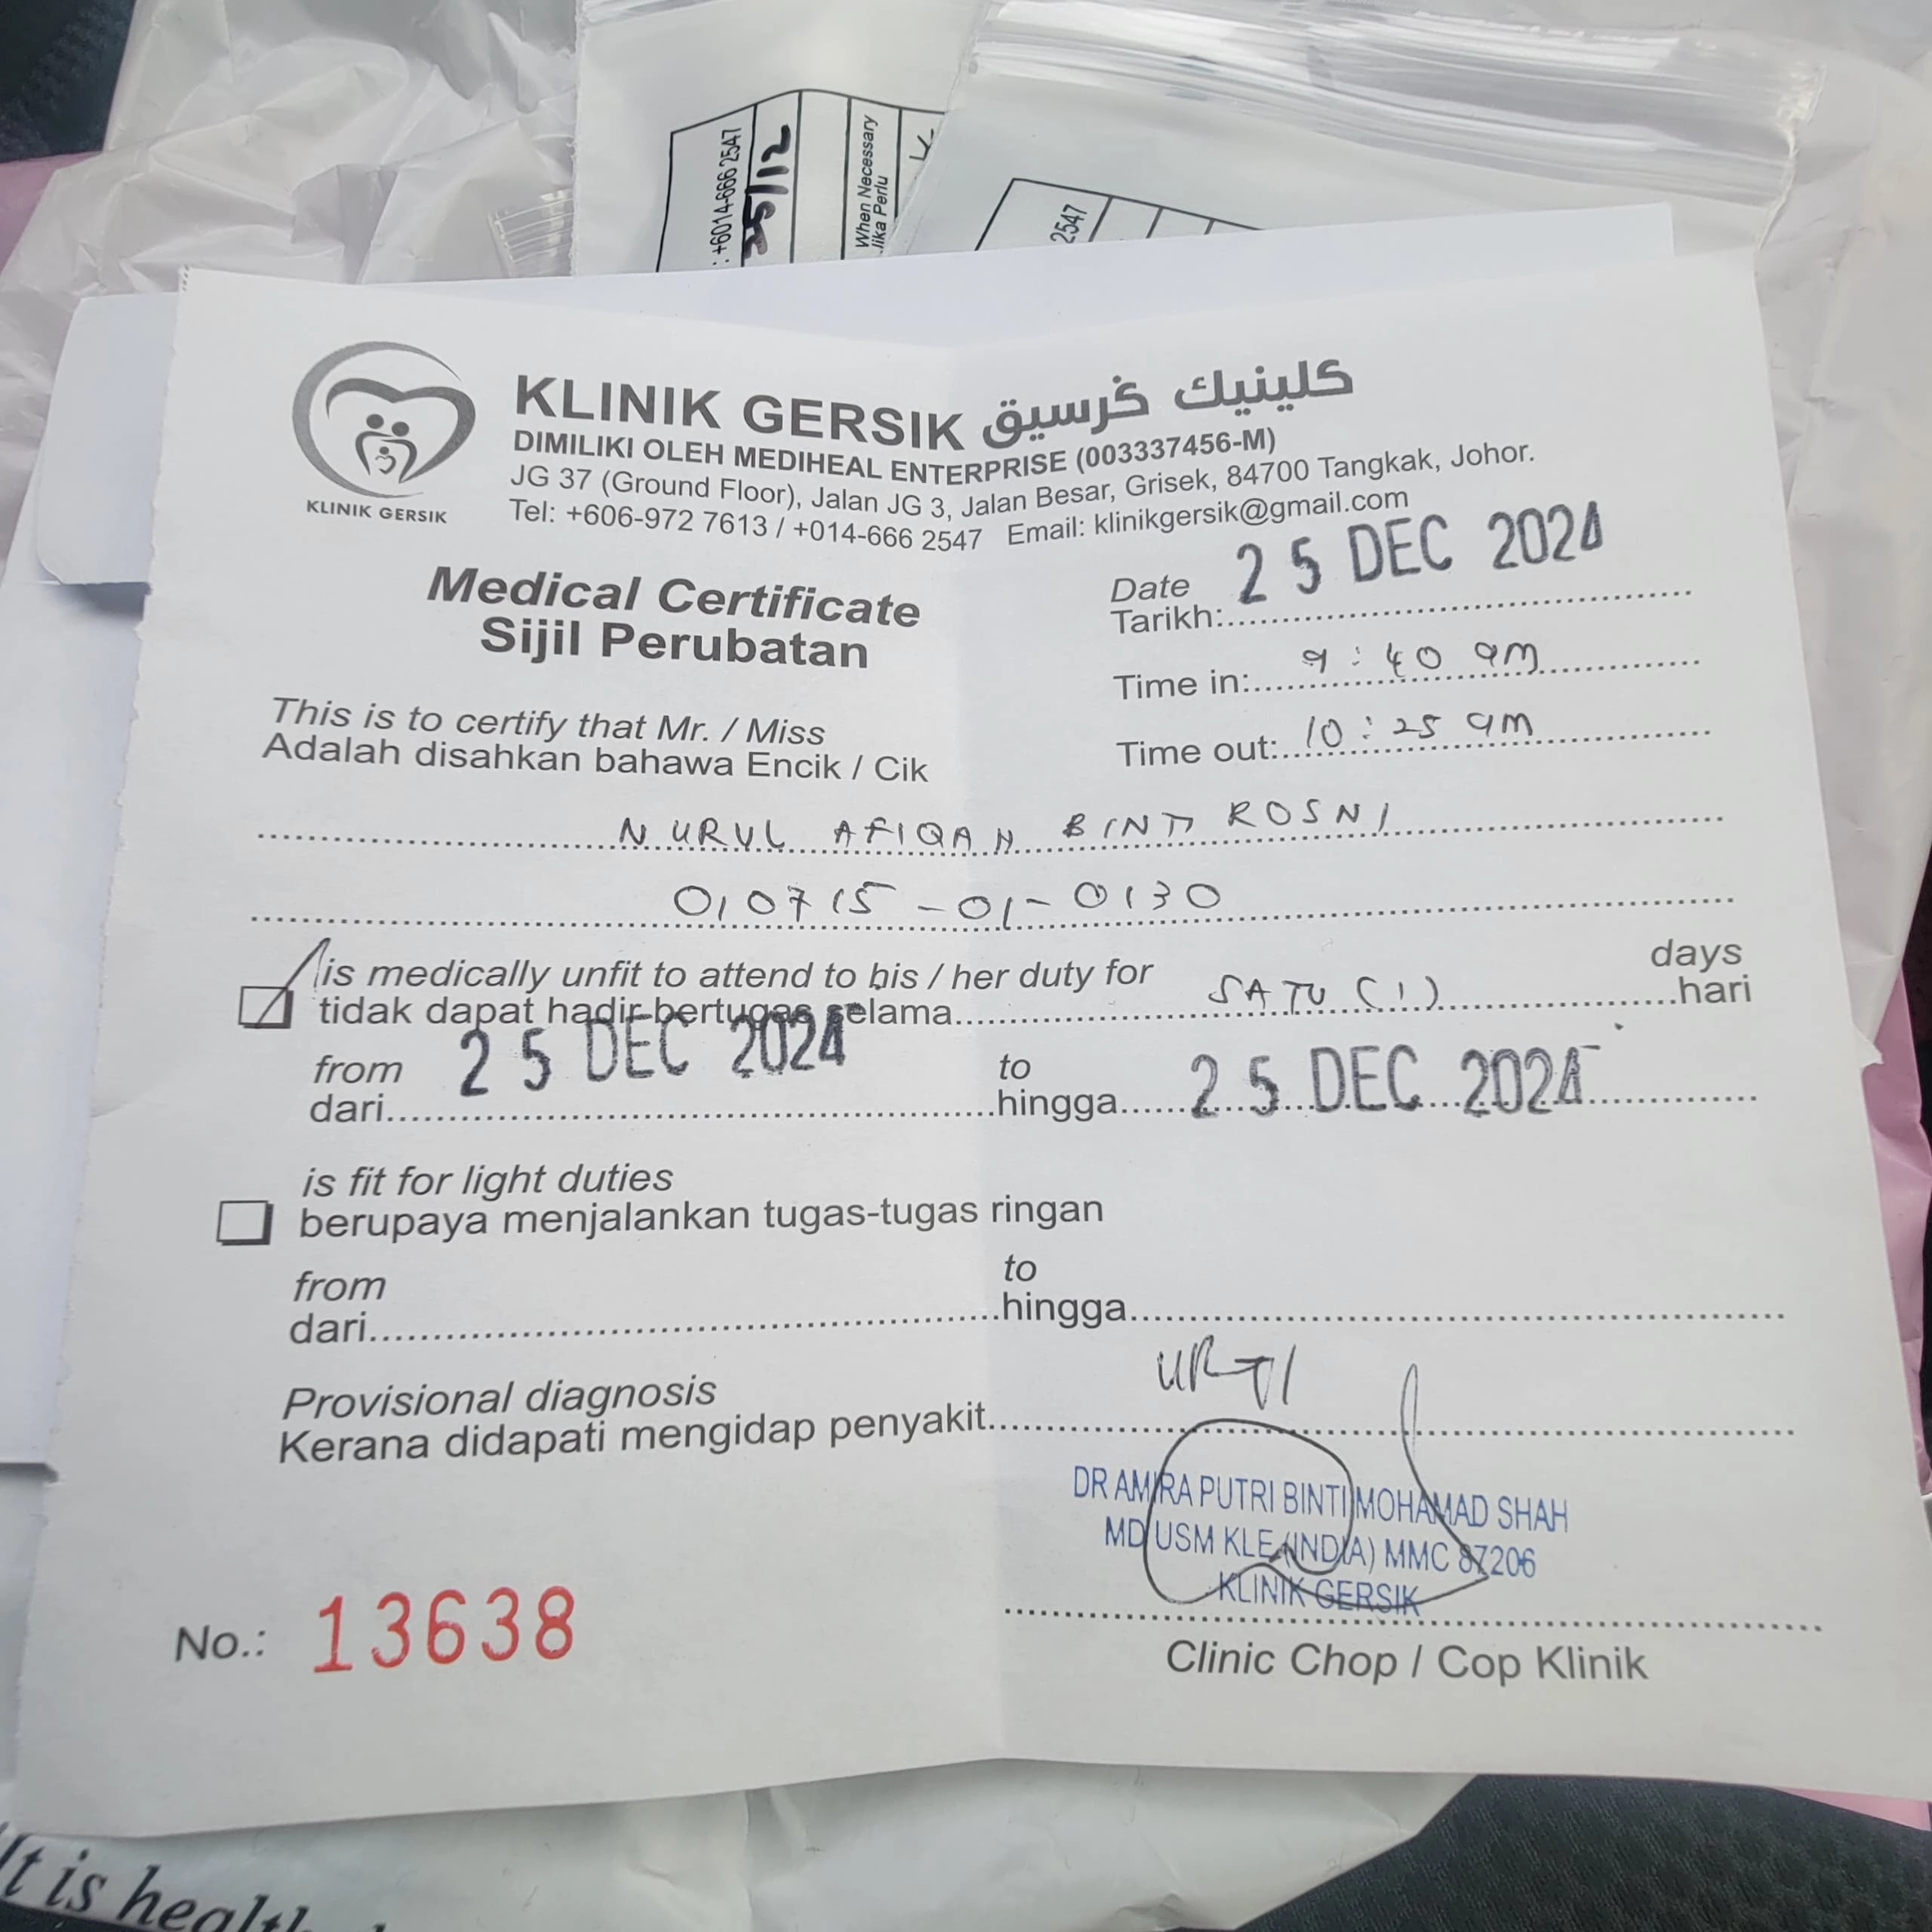 : +6014-666 2547
25/12
When Necessary
Jika Perlu
2547
KLINIK GERSIK كلينيك ݢرسيق
DIMILIKI OLEH MEDIHEAL ENTERPRISE (003337456-M)
JG 37 (Ground Floor), Jalan JG 3, Jalan Besar, Grisek, 84700 Tangkak, Johor.
Tel: +606-972 7613 / +014-666 2547 Email: klinikgersik@gmail.com
KLINIK GERSIK
Medical Certificate
Sijil Perubatan
Date
Tarikh: 25 DEC 2024
Time in: 9:40 am
Time out: 10:25 am
This is to certify that Mr. / Miss
Adalah disahkan bahawa Encik / Cik
NURUL AFIQAH BINTI ROSNI
010715-01-0130
is medically unfit to attend to his / her duty for
tidak dapat hadir bertugas selama SATU (1) days
hari
from
dari 25 DEC 2024
to
hingga 25 DEC 2024
is fit for light duties
berupaya menjalankan tugas-tugas ringan
from
dari
to
hingga
Provisional diagnosis
Kerana didapati mengidap penyakit URTI
DR AMIRA PUTRI BINTI MOHAMAD SHAH
MD USM KLE (INDIA) MMC 87206
KLINIK GERSIK
No.: 13638
Clinic Chop / Cop Klinik
It is health